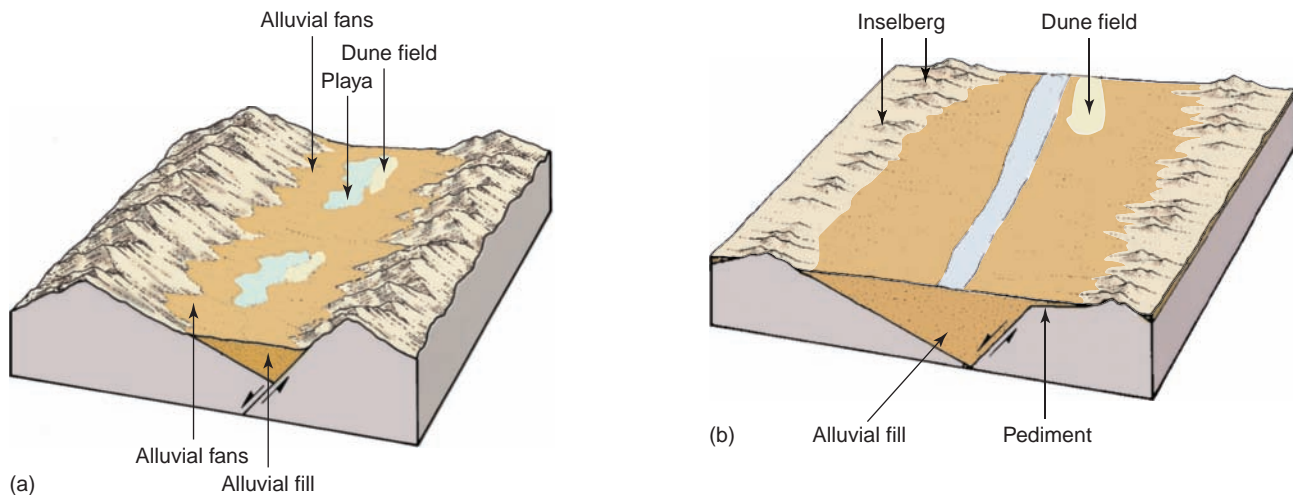 Alluvial fans
Dune field
Playa
Alluvial fans
Alluvial fill
(a)
Inselberg
Dune field
Alluvial fill
Pediment
(b)